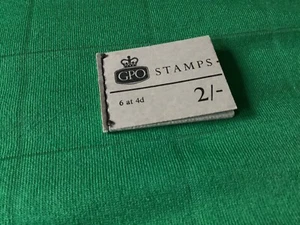 GPO STAMPS
6 at 4d 2/-